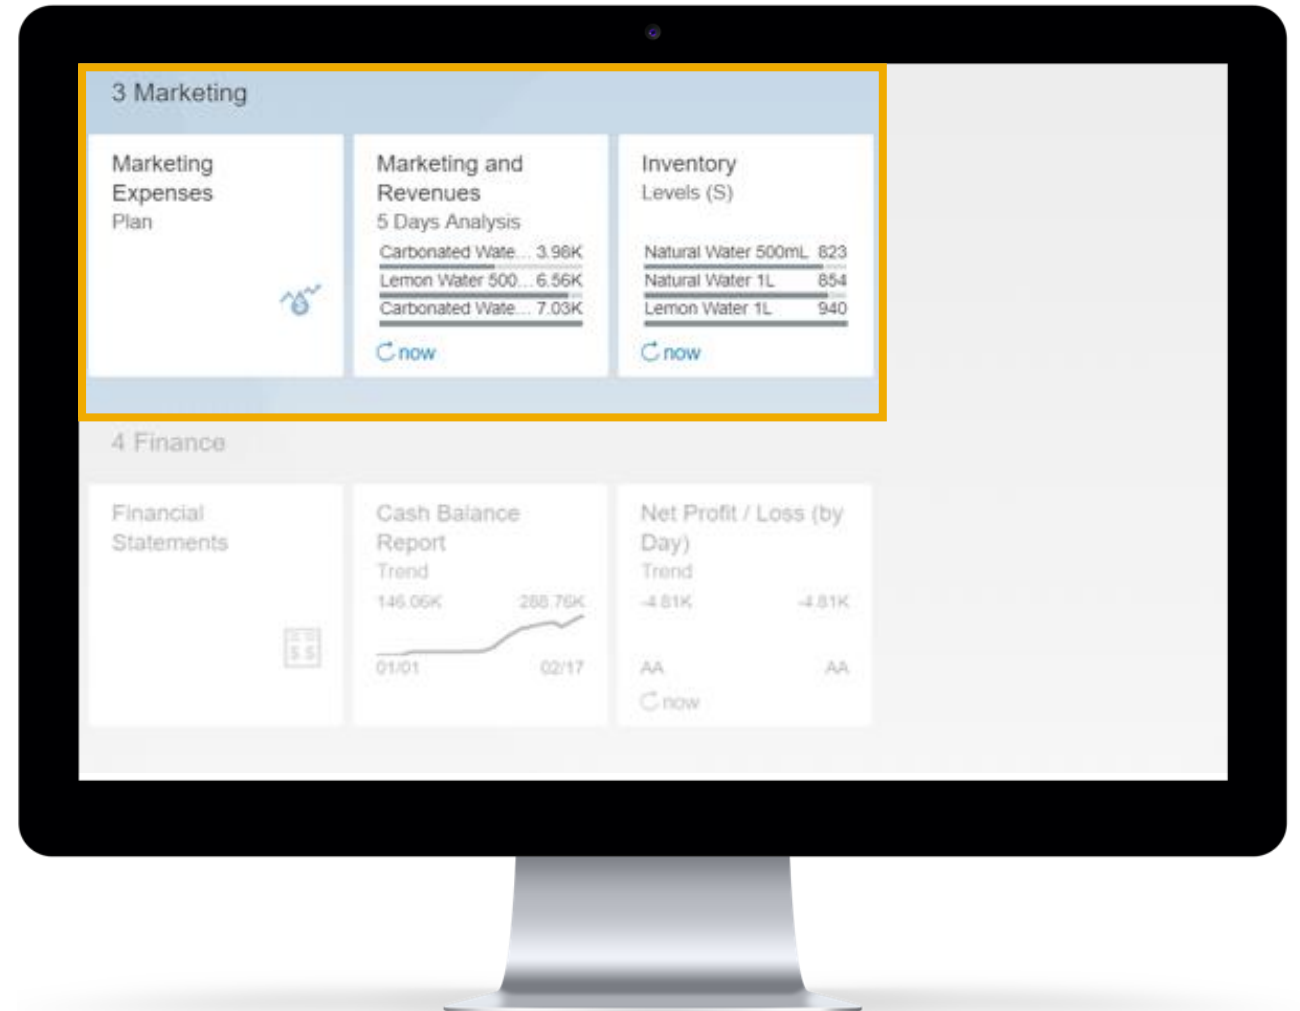 3 Marketing
Marketing
Expenses
Plan
Marketing and
Revenues
5 Days Analysis
Carbonated Wate... 3.98K
Lemon Water 500... 6.56K
Carbonated Wate... 7.03K
now
Inventory
Levels (S)
Natural Water 500mL 823
Natural Water 1L 854
Lemon Water 1L 940
now
4 Finance
Financial
Statements
Cash Balance
Report
Trend
146.06K 288.76K
01/01 02/17
Net Profit / Loss (by
Day)
Trend
-4.81K -4.81K
AA AA
now